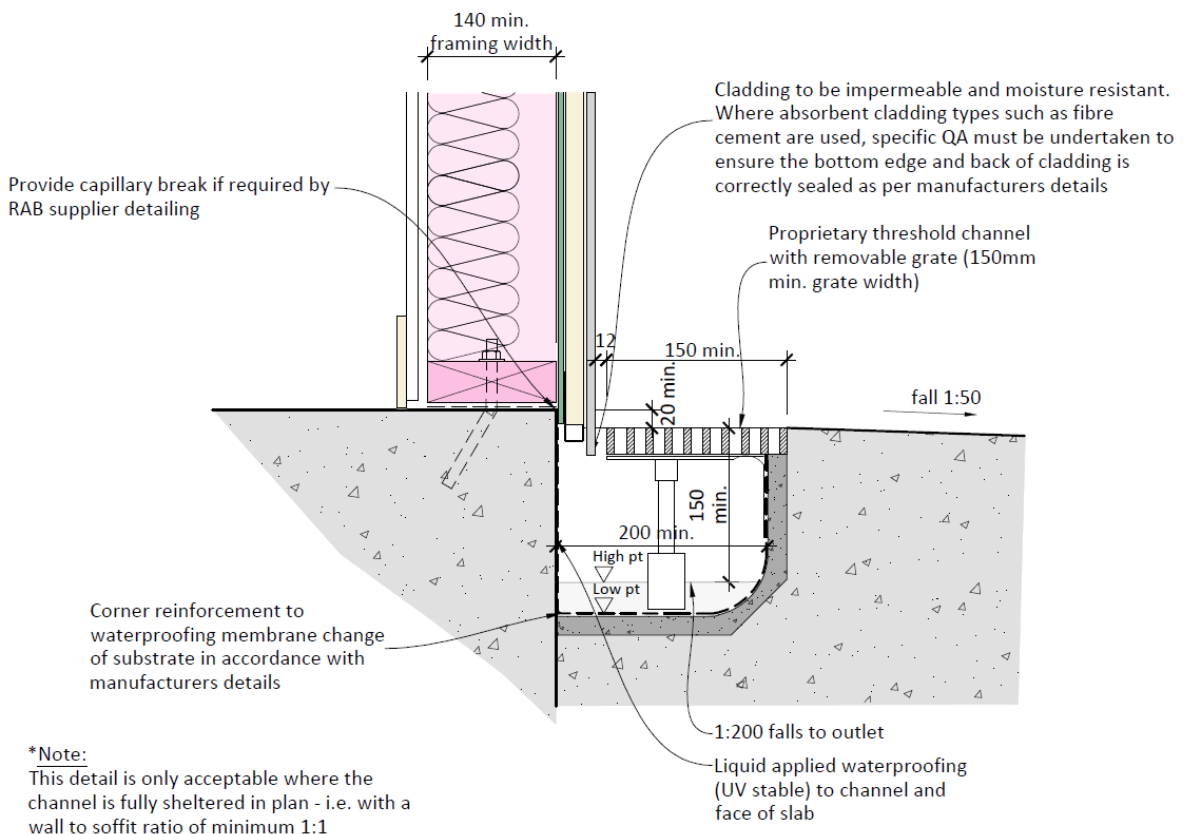 140 min.
framing width
Cladding to be impermeable and moisture resistant.
Where absorbent cladding types such as fibre
cement are used, specific QA must be undertaken to
ensure the bottom edge and back of cladding is
correctly sealed as per manufacturers details
Provide capillary break if required by
RAB supplier detailing
Proprietary threshold channel
with removable grate (150mm
min. grate width)
12
150 min.
20 min.
fall 1:50
150
min.
200 min.
High pt
Low pt
Corner reinforcement to
waterproofing membrane change
of substrate in accordance with
manufacturers details
1:200 falls to outlet
Liquid applied waterproofing
(UV stable) to channel and
face of slab
*Note:
This detail is only acceptable where the
channel is fully sheltered in plan - i.e. with a
wall to soffit ratio of minimum 1:1